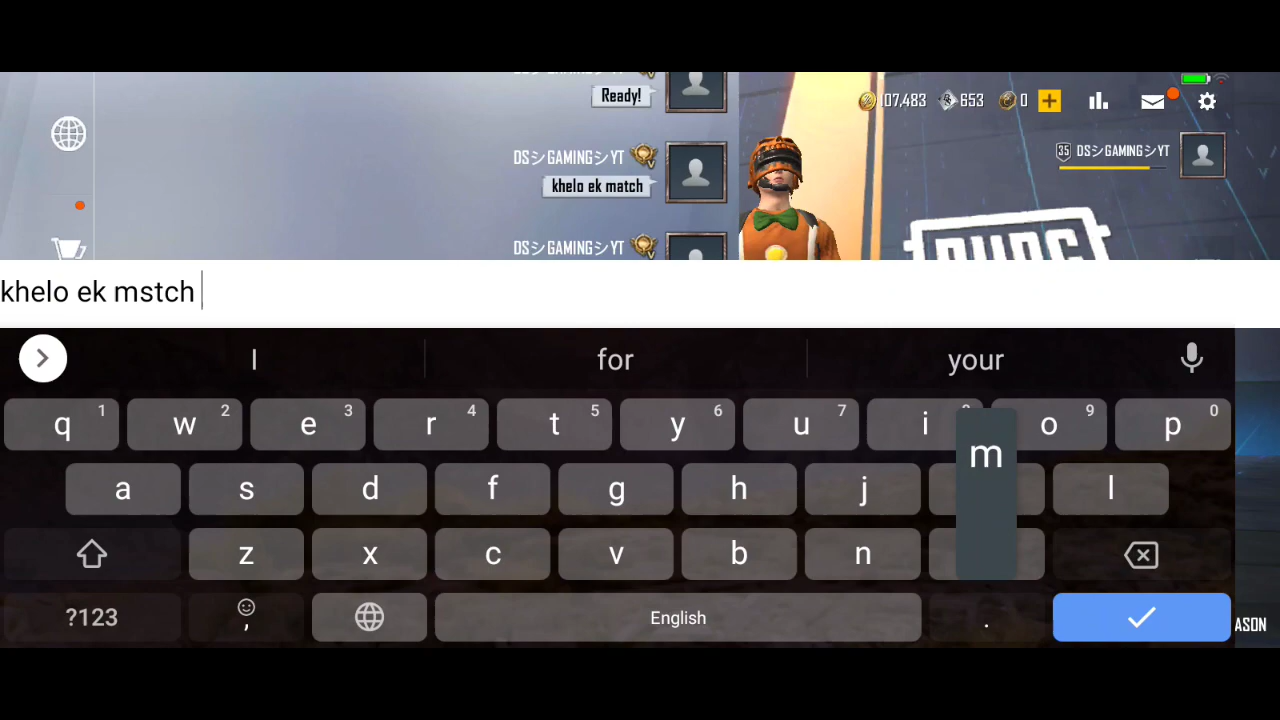 Ready!
107,483 653 0
DSシGAMINGシYT
khelo ek match
35 DSシGAMINGシYT
DSシGAMINGシYT
PUBG
khelo ek mstch
I for your
q 1 w 2 e 3 r 4 t 5 y 6 u 7 i o 9 p 0
m
a s d f g h j l
z x c v b n
?123 , English .
ASON